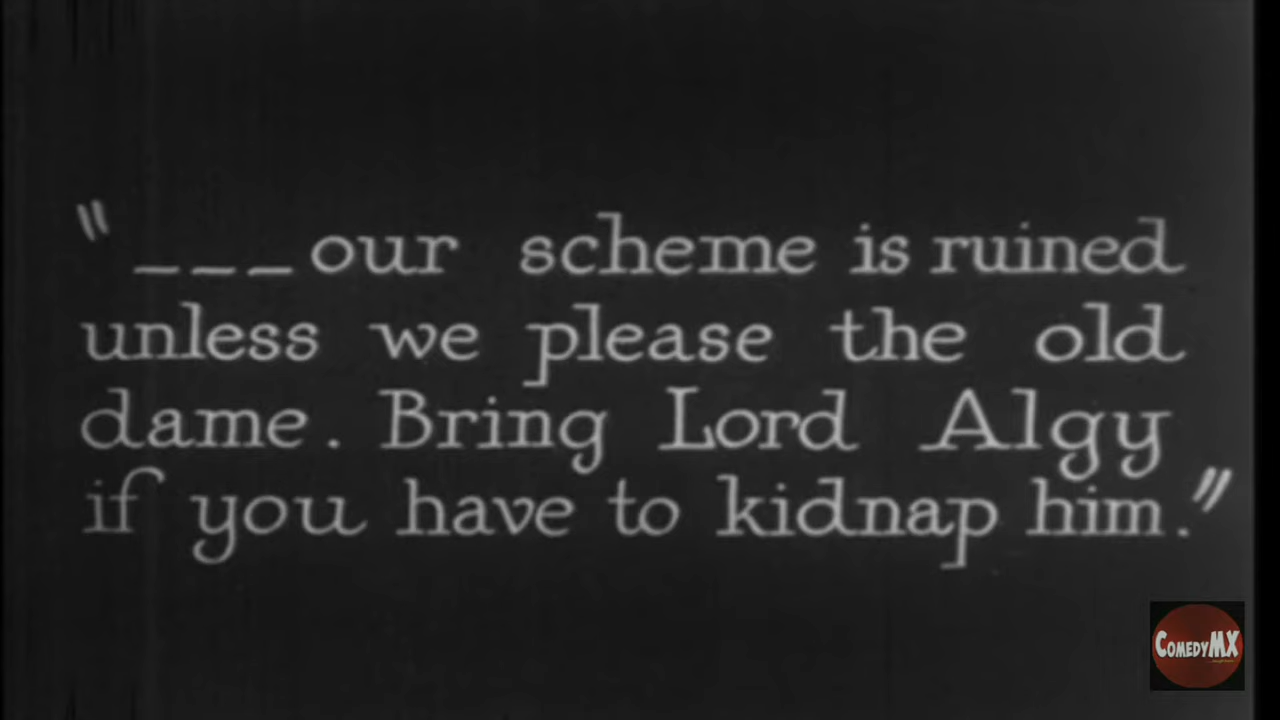 "___our scheme is ruined
unless we please the old
dame. Bring Lord Algy
if you have to kidnap him."
COMEDYMX